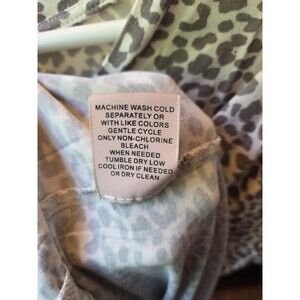 MACHINE WASH COLD
SEPARATELY OR
WITH LIKE COLORS
GENTLE CYCLE
ONLY NON-CHLORINE
BLEACH
WHEN NEEDED
TUMBLE DRY LOW
COOL IRON IF NEEDED
OR DRY CLEAN